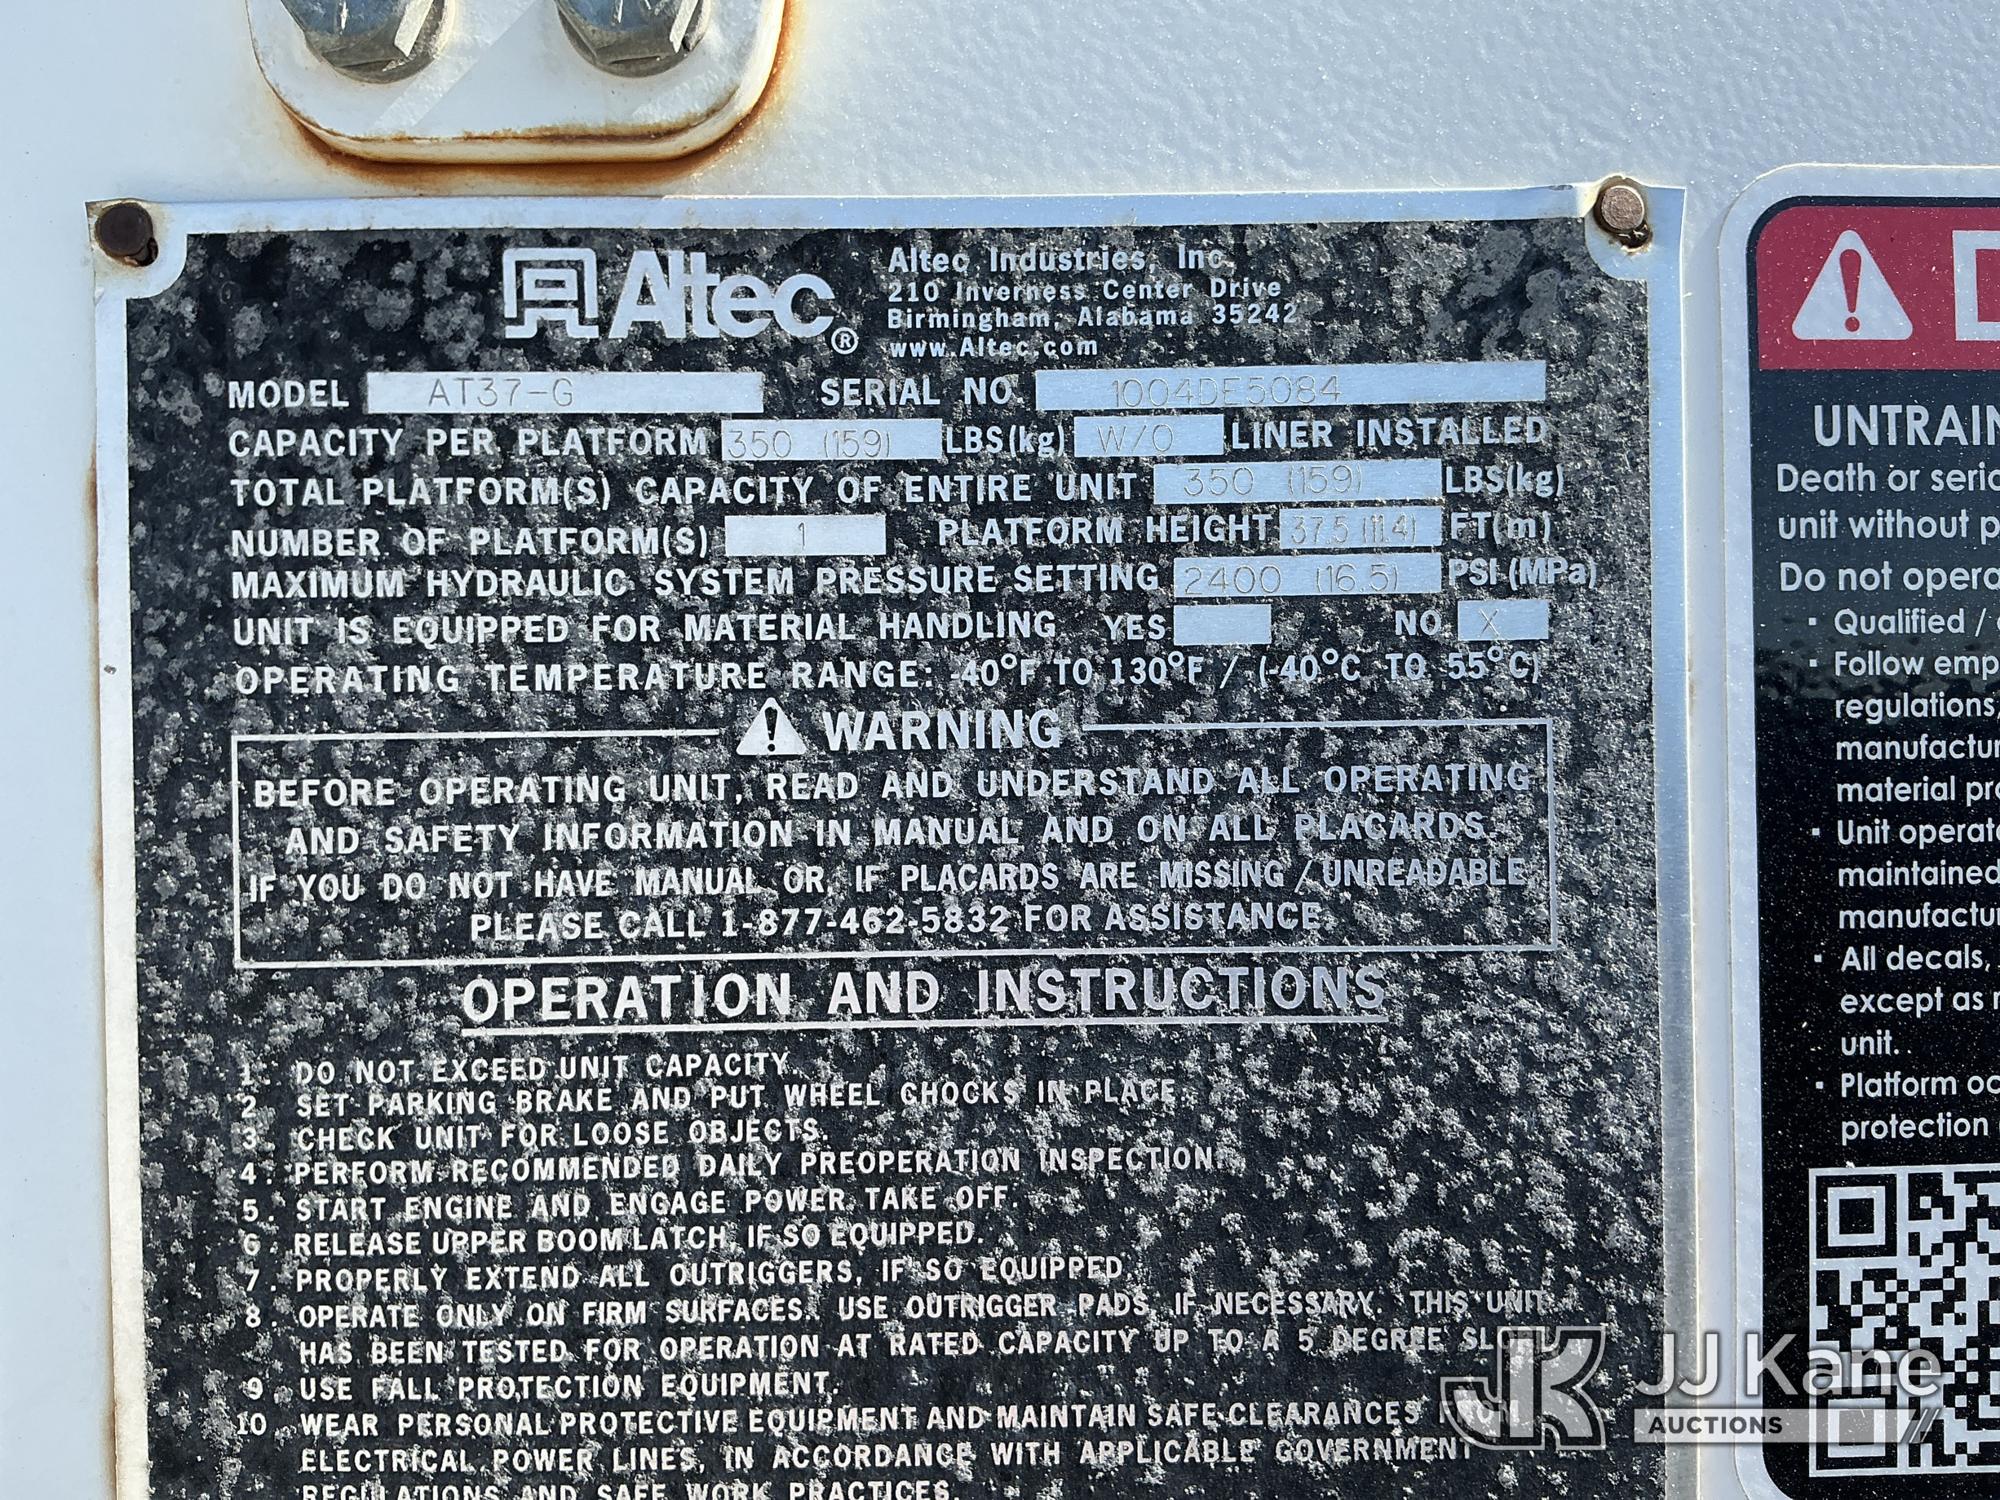 Altec®
Altec Industries, Inc.
210 Inverness Center Drive
Birmingham, Alabama 35242
www.Altec.com
MODEL AT37-G SERIAL NO. 1004DE5084
CAPACITY PER PLATFORM 350 (159) LBS(kg) W/O LINER INSTALLED
TOTAL PLATFORM(S) CAPACITY OF ENTIRE UNIT 350 (159) LBS(kg)
NUMBER OF PLATFORM(S) 1 PLATFORM HEIGHT 37.5 (11.4) FT(m)
MAXIMUM HYDRAULIC SYSTEM PRESSURE SETTING 2400 (16.5) PSI (MPa)
UNIT IS EQUIPPED FOR MATERIAL HANDLING YES NO X
OPERATING TEMPERATURE RANGE: -40°F TO 130°F / (-40°C TO 55°C)
WARNING
BEFORE OPERATING UNIT, READ AND UNDERSTAND ALL OPERATING
AND SAFETY INFORMATION IN MANUAL AND ON ALL PLACARDS.
IF YOU DO NOT HAVE MANUAL OR, IF PLACARDS ARE MISSING / UNREADABLE,
PLEASE CALL 1-877-462-5832 FOR ASSISTANCE.
OPERATION AND INSTRUCTIONS
1. DO NOT EXCEED UNIT CAPACITY.
2. SET PARKING BRAKE AND PUT WHEEL CHOCKS IN PLACE.
3. CHECK UNIT FOR LOOSE OBJECTS.
4. PERFORM RECOMMENDED DAILY PREOPERATION INSPECTION.
5. START ENGINE AND ENGAGE POWER TAKE OFF.
6. RELEASE UPPER BOOM LATCH, IF SO EQUIPPED.
7. PROPERLY EXTEND ALL OUTRIGGERS, IF SO EQUIPPED.
8. OPERATE ONLY ON FIRM SURFACES. USE OUTRIGGER PADS, IF NECESSARY. THIS UNIT
HAS BEEN TESTED FOR OPERATION AT RATED CAPACITY UP TO A 5 DEGREE SLOPE.
9. USE FALL PROTECTION EQUIPMENT.
10. WEAR PERSONAL PROTECTIVE EQUIPMENT AND MAINTAIN SAFE CLEARANCES FROM
ELECTRICAL POWER LINES, IN ACCORDANCE WITH APPLICABLE GOVERNMENT
REGULATIONS AND SAFE WORK PRACTICES.
UNTRAIN
Death or serio
unit without p
Do not opera
· Qualified /
· Follow emp
regulations,
manufactur
material pro
· Unit operat
maintained
manufactur
· All decals,
except as
unit.
· Platform oc
protection
JK JJ Kane
AUCTIONS